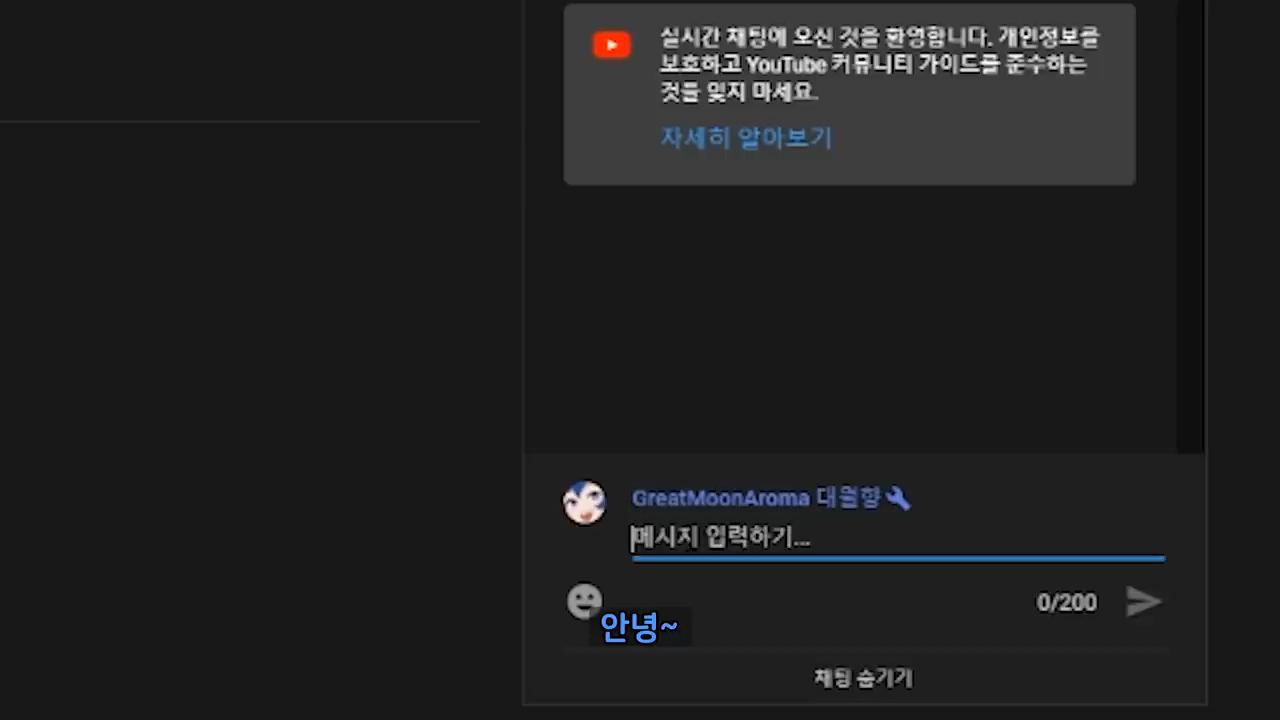 실시간 채팅에 오신 것을 환영합니다. 개인정보를
보호하고 YouTube 커뮤니티 가이드를 준수하는
것을 잊지 마세요.
자세히 알아보기
GreatMoonAroma 대월향
메시지 입력하기...
0/200
안녕~
채팅 숨기기